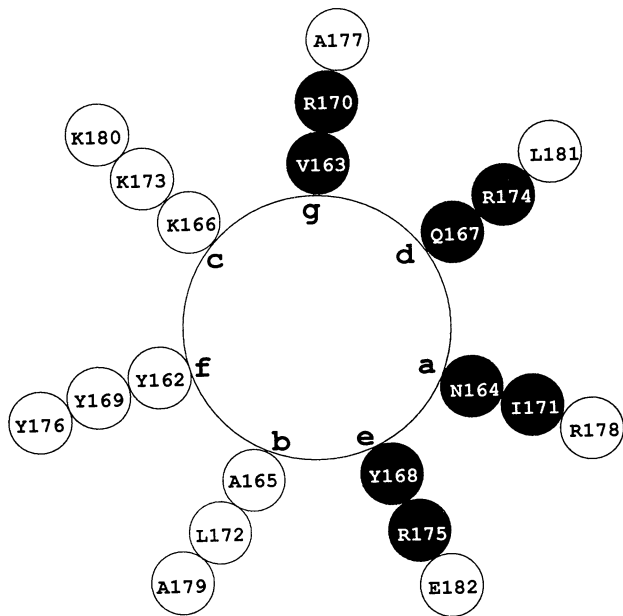 A177
R170
V163
g
K180
K173
K166
c
L181
R174
Q167
d
a
N164
I171
R178
f
Y162
Y169
Y176
b
A165
L172
A179
e
Y168
R175
E182